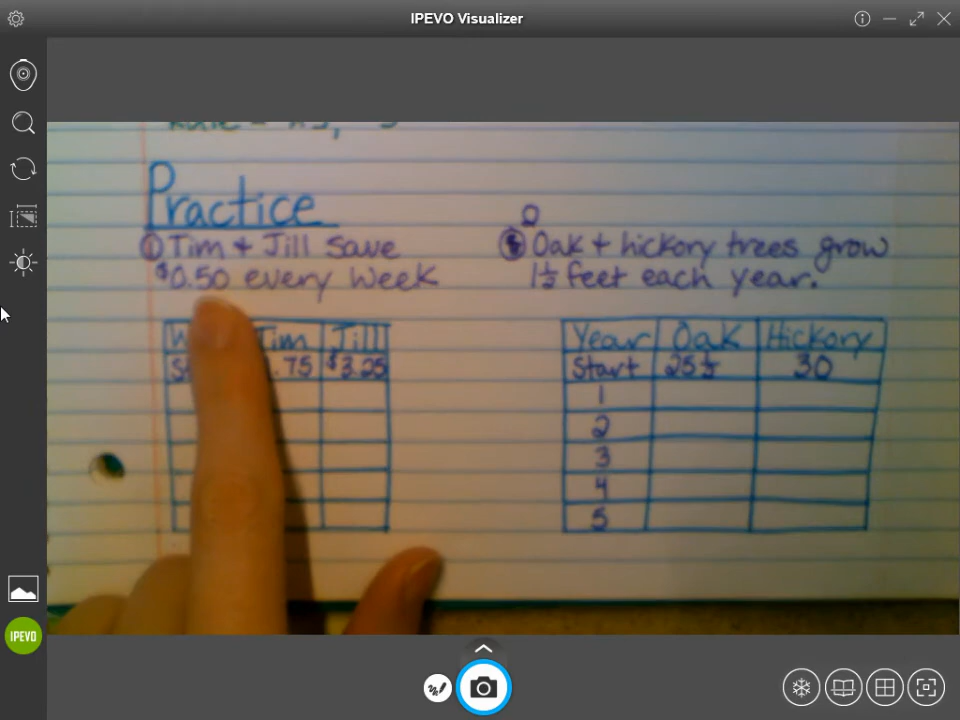 IPEVO Visualizer
Practice
① Tim + Jill save
$0.50 every week
Tim Jill
.75 $3.25
② Oak + hickory trees grow
1½ feet each year.
Year Oak Hickory
Start 25½ 30
1
2
3
4
5
IPEVO